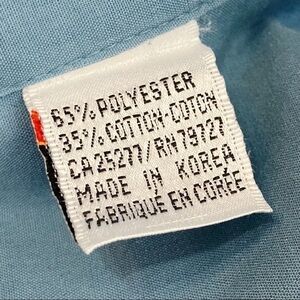 65% POLYESTER
35% COTTON-COTON
CA 25277/RN 79727
MADE IN KOREA
FABRIQUE EN CORÉE